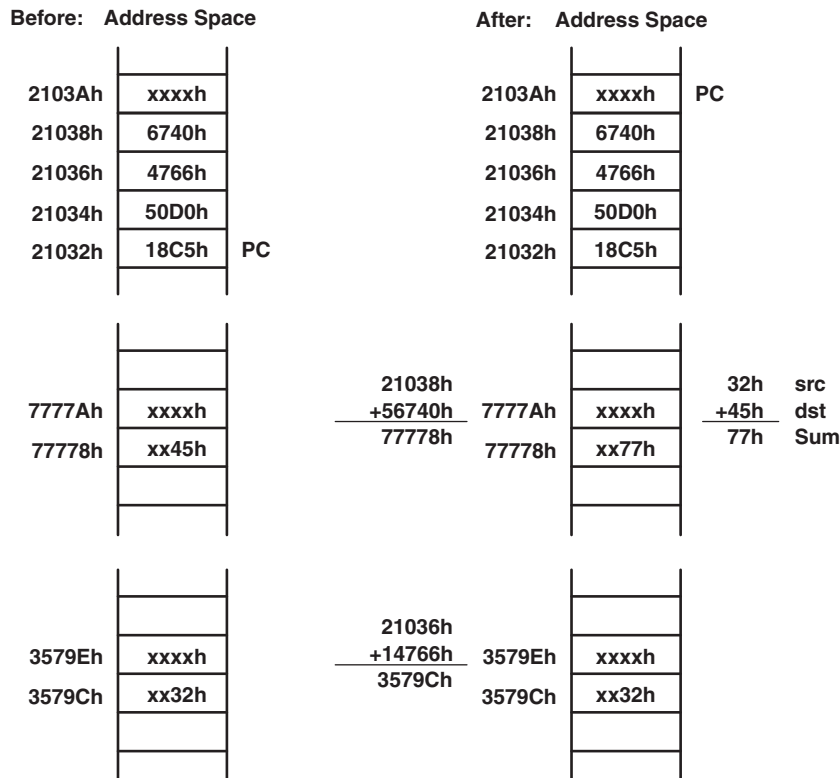 Before: Address Space
After: Address Space
2103Ah xxxxh
2103Ah xxxxh PC
21038h 6740h
21038h 6740h
21036h 4766h
21036h 4766h
21034h 50D0h
21034h 50D0h
21032h 18C5h PC
21032h 18C5h
21038h
32h src
7777Ah xxxxh
+56740h
7777Ah xxxxh
+45h dst
77778h xx45h
77778h
77778h xx77h
77h Sum
21036h
3579Eh xxxxh
+14766h
3579Eh xxxxh
3579Ch xx32h
3579Ch
3579Ch xx32h